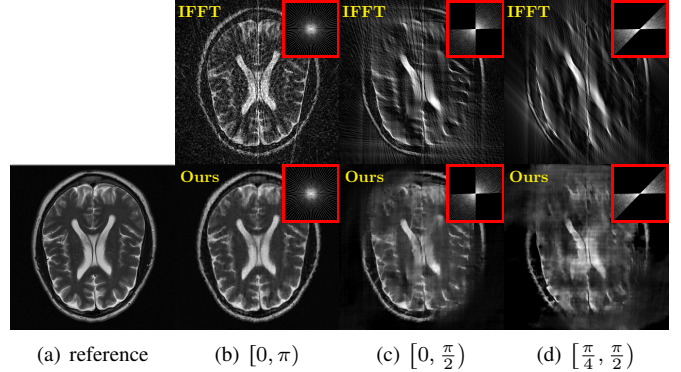 IFFT IFFT IFFT
Ours Ours Ours
(a) reference (b) [0, π) (c) [0, π/2) (d) [π/4, π/2)